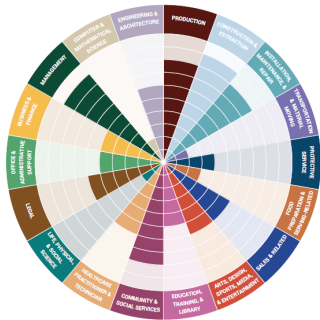 PRODUCTION
CONSTRUCTION &
EXTRACTION
INSTALLATION,
MAINTENANCE, &
REPAIR
TRANSPORTATION
& MATERIAL
MOVING
PROTECTIVE
SERVICE
FOOD
PREPARATION &
SERVING-RELATED
SALES & RELATED
ARTS, DESIGN,
SPORTS, MEDIA,
& ENTERTAINMENT
EDUCATION,
TRAINING, &
LIBRARY
COMMUNITY &
SOCIAL SERVICES
HEALTHCARE
PRACTITIONER &
TECHNICIAN
LIFE, PHYSICAL,
& SOCIAL
SCIENCE
LEGAL
OFFICE &
ADMINISTRATIVE
SUPPORT
BUSINESS &
FINANCE
MANAGEMENT
COMPUTER &
MATHEMATICAL
SCIENCE
ENGINEERING &
ARCHITECTURE